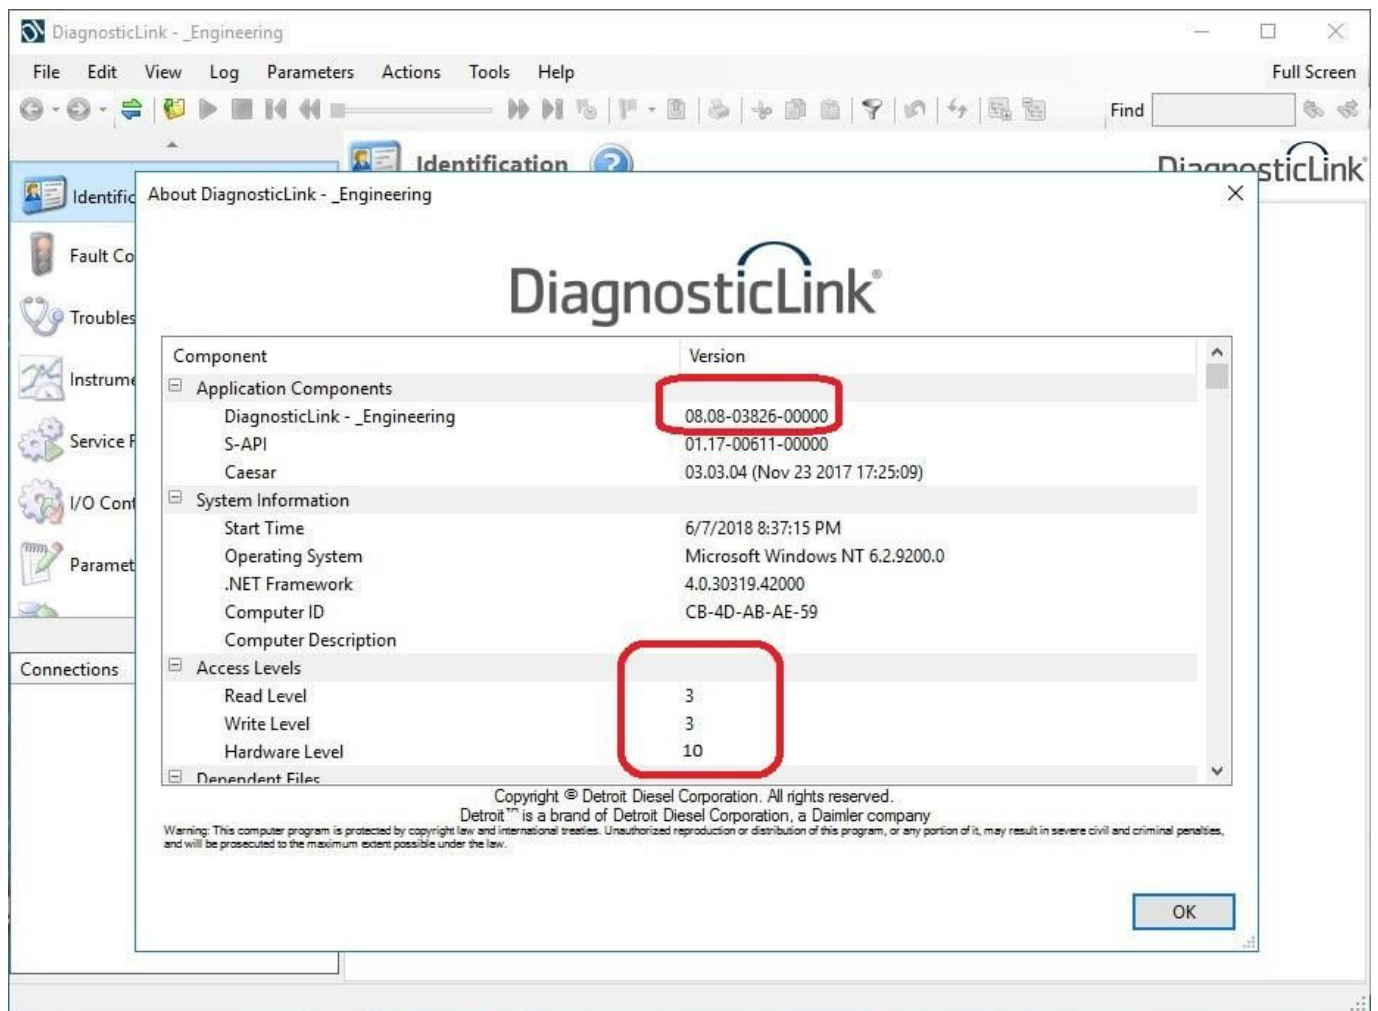 DiagnosticLink - _Engineering
File Edit View Log Parameters Actions Tools Help Full Screen
Find
Identification
DiagnosticLink
Identific
Fault Co
Troubles
Instrume
Service F
I/O Cont
Paramet
Connections
About DiagnosticLink - _Engineering
DiagnosticLink®
Component Version
Application Components
DiagnosticLink - _Engineering 08.08-03826-00000
S-API 01.17-00611-00000
Caesar 03.03.04 (Nov 23 2017 17:25:09)
System Information
Start Time 6/7/2018 8:37:15 PM
Operating System Microsoft Windows NT 6.2.9200.0
.NET Framework 4.0.30319.42000
Computer ID CB-4D-AB-AE-59
Computer Description
Access Levels
Read Level 3
Write Level 3
Hardware Level 10
Dependent Files
Copyright © Detroit Diesel Corporation. All rights reserved.
Detroit™ is a brand of Detroit Diesel Corporation, a Daimler company
Warning: This computer program is protected by copyright law and international treaties. Unauthorized reproduction or distribution of this program, or any portion of it, may result in severe civil and criminal penalties,
and will be prosecuted to the maximum extent possible under the law.
OK